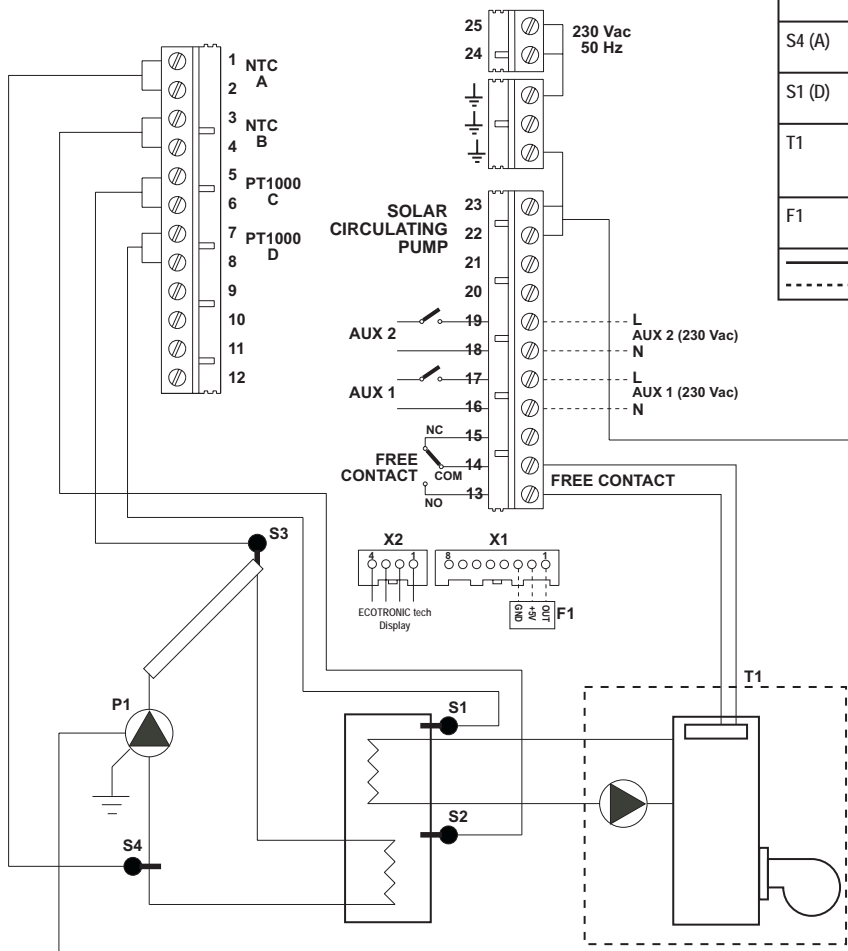 1
2
3
4
5
6
7
8
9
10
11
12
NTC
A
NTC
B
PT1000
C
PT1000
D
25
24
230 Vac
50 Hz
SOLAR
CIRCULATING
PUMP
23
22
21
20
19
18
17
16
15
14
13
AUX 2
AUX 1
L
AUX 2 (230 Vac)
N
L
AUX 1 (230 Vac)
N
NC
FREE
CONTACT
COM
NO
FREE CONTACT
S4 (A)
S1 (D)
T1
F1
X2
4 1
ECOTRONIC tech
Display
X1
8 1
GND
+5V
OUT
F1
S3
P1
S1
S2
S4
T1